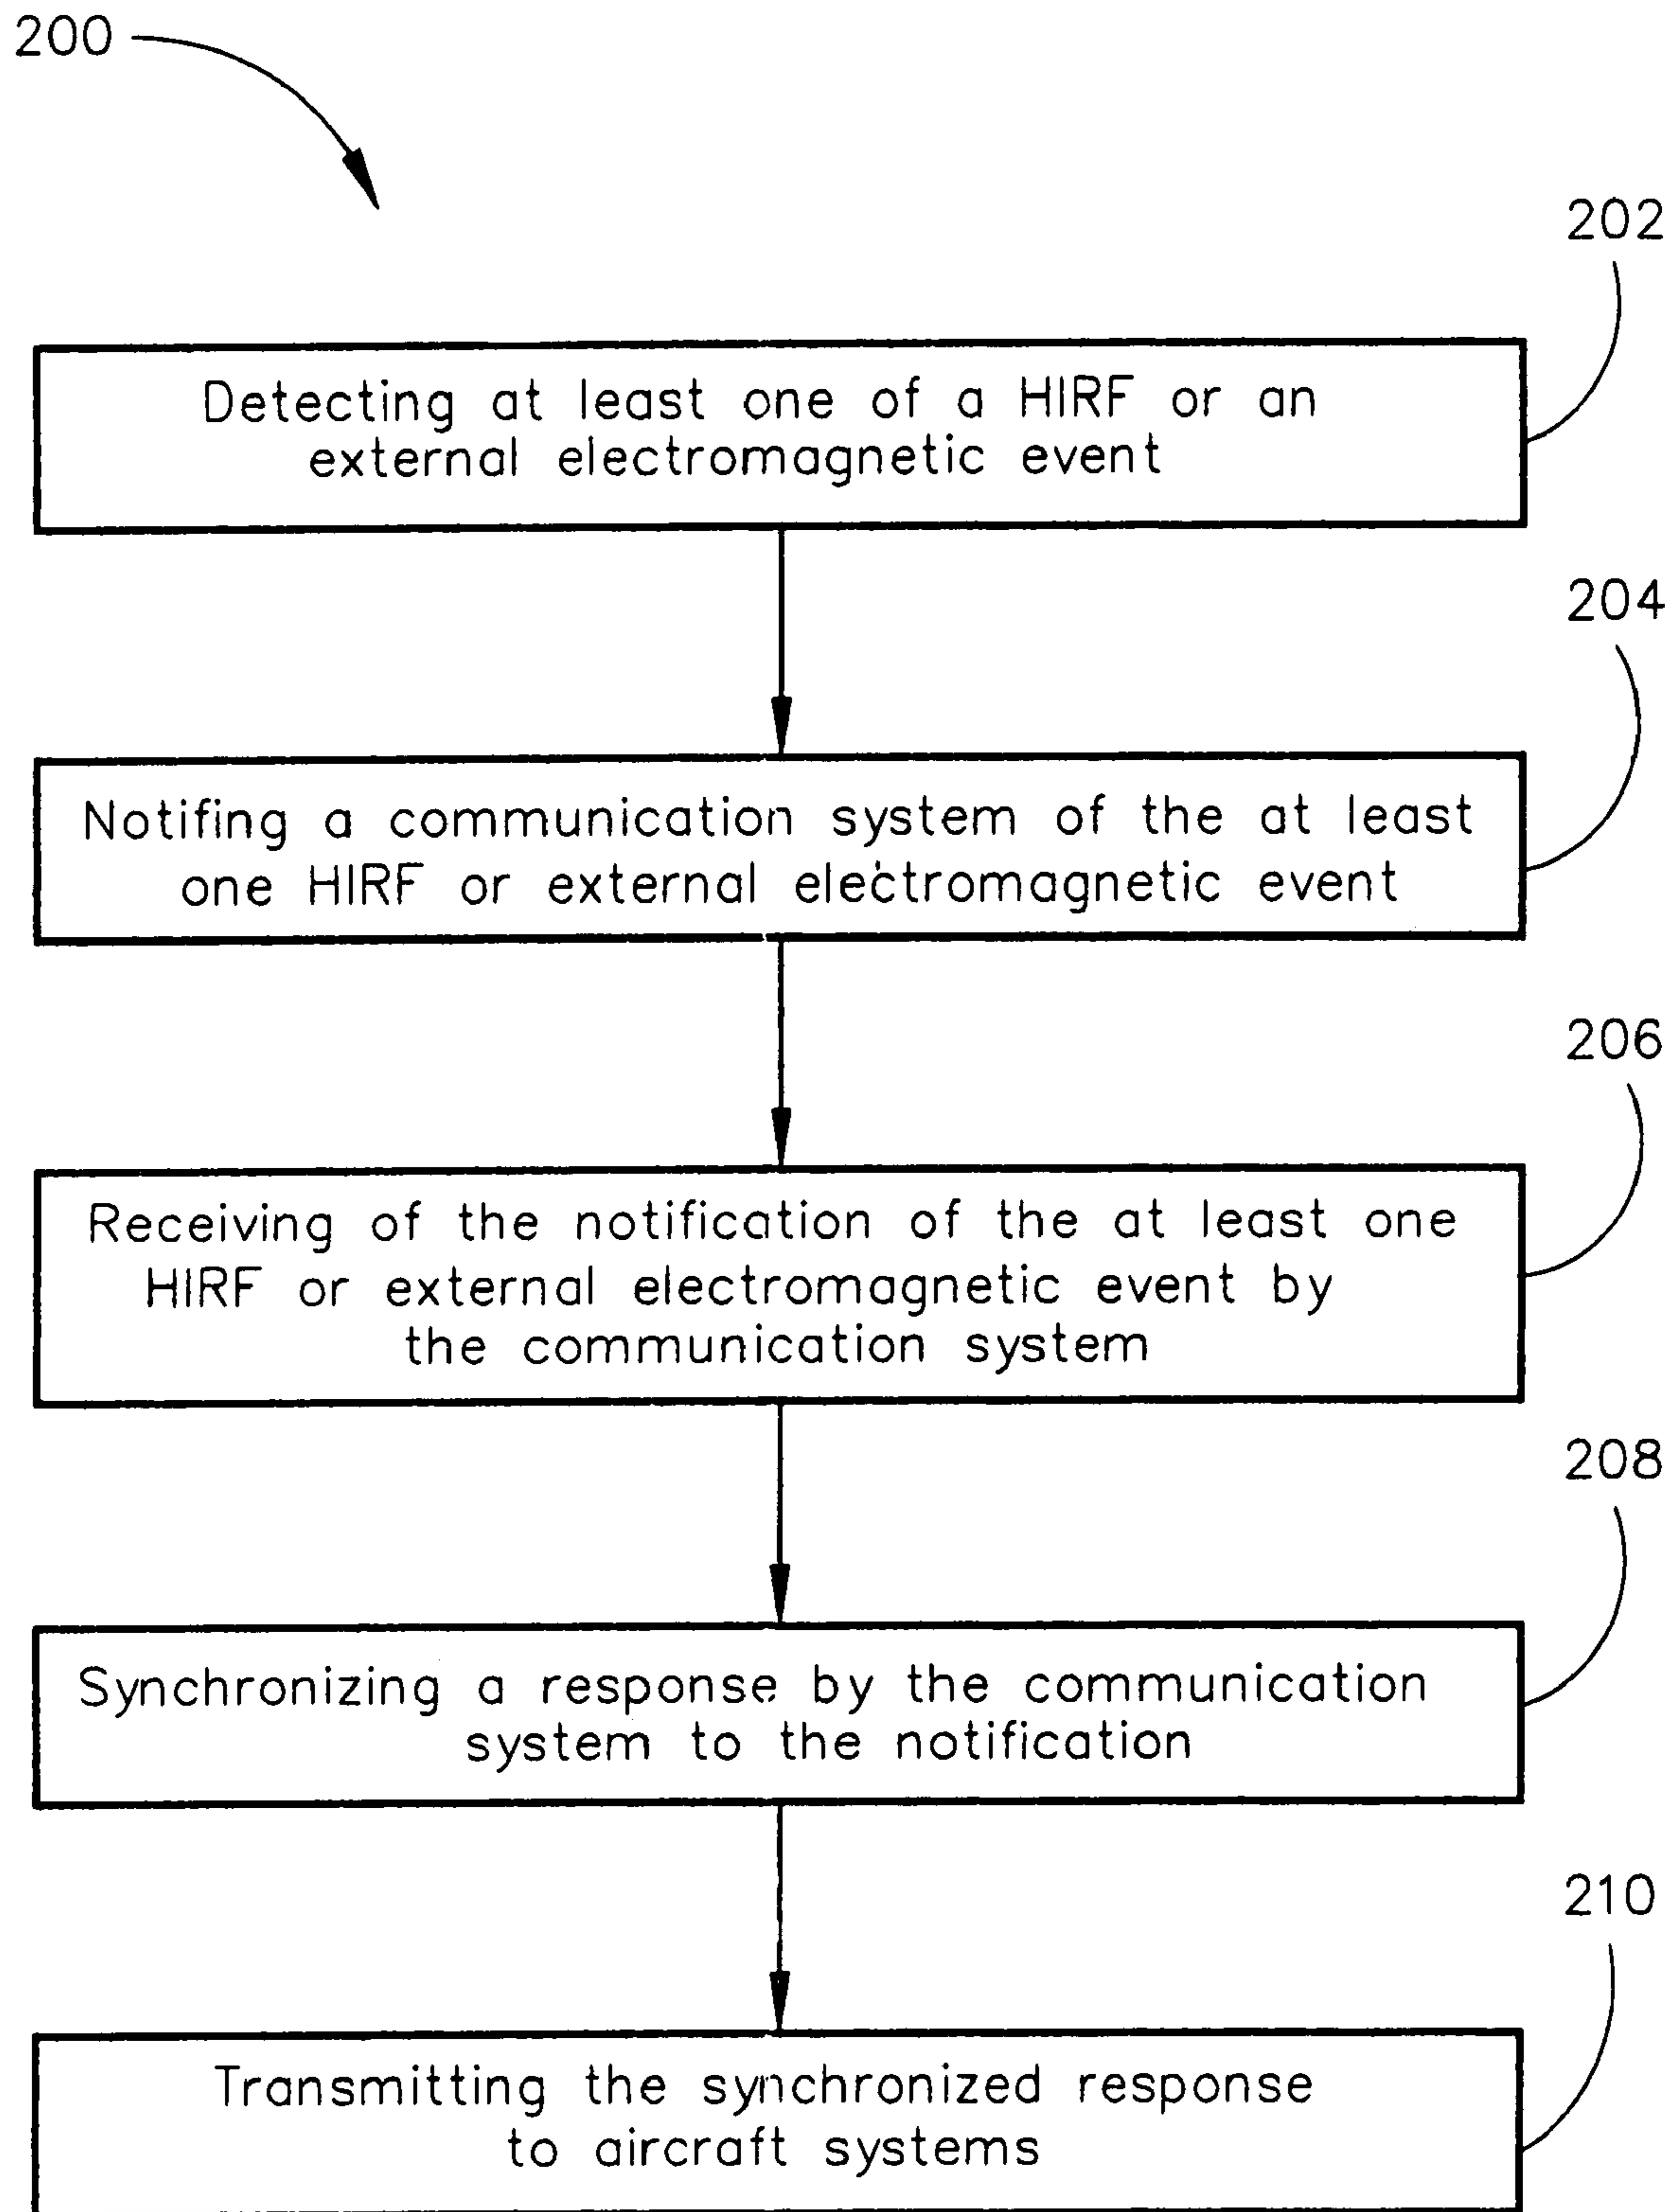 200
202
Detecting at least one of a HIRF or an
external electromagnetic event
204
Notifing a communication system of the at least
one HIRF or external electromagnetic event
206
Receiving of the notification of the at least one
HIRF or external electromagnetic event by
the communication system
208
Synchronizing a response by the communication
system to the notification
210
Transmitting the synchronized response
to aircraft systems